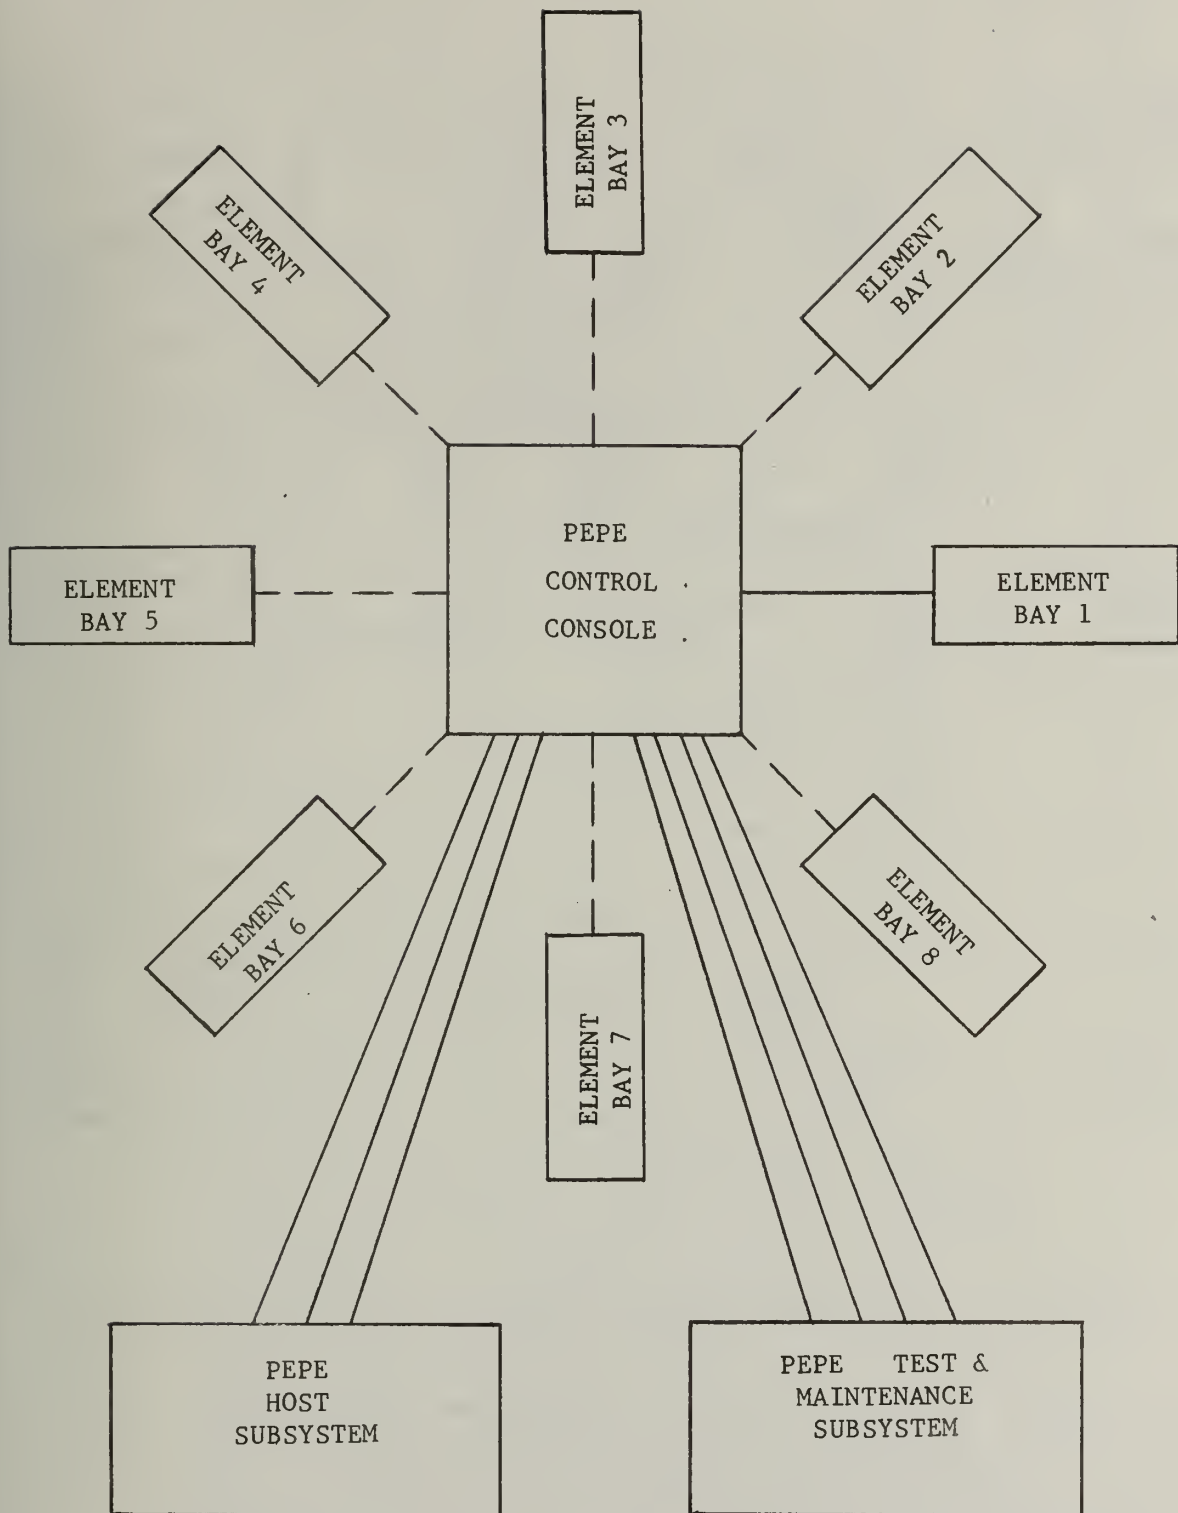 ELEMENT
BAY 3
ELEMENT
BAY 4
ELEMENT
BAY 2
PEPE
CONTROL
CONSOLE
ELEMENT
BAY 5
ELEMENT
BAY 1
ELEMENT
BAY 6
ELEMENT
BAY 8
ELEMENT
BAY 7
PEPE
HOST
SUBSYSTEM
PEPE TEST &
MAINTENANCE
SUBSYSTEM